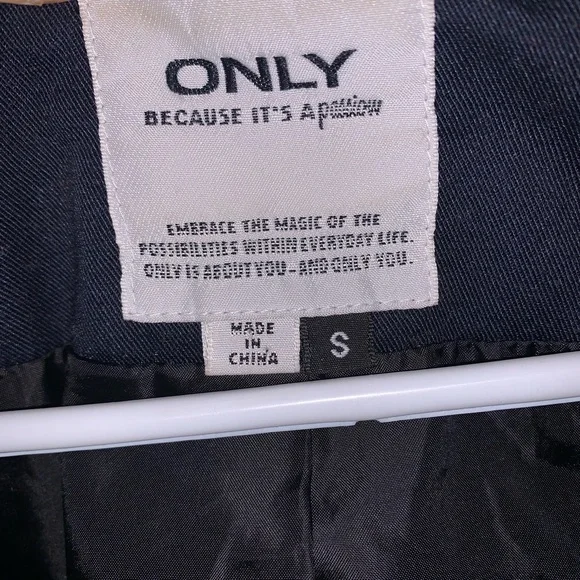 ONLY
BECAUSE IT'S A passion
EMBRACE THE MAGIC OF THE
POSSIBILITIES WITHIN EVERYDAY LIFE.
ONLY IS ABOUT YOU - AND ONLY YOU.
MADE
IN
CHINA
S